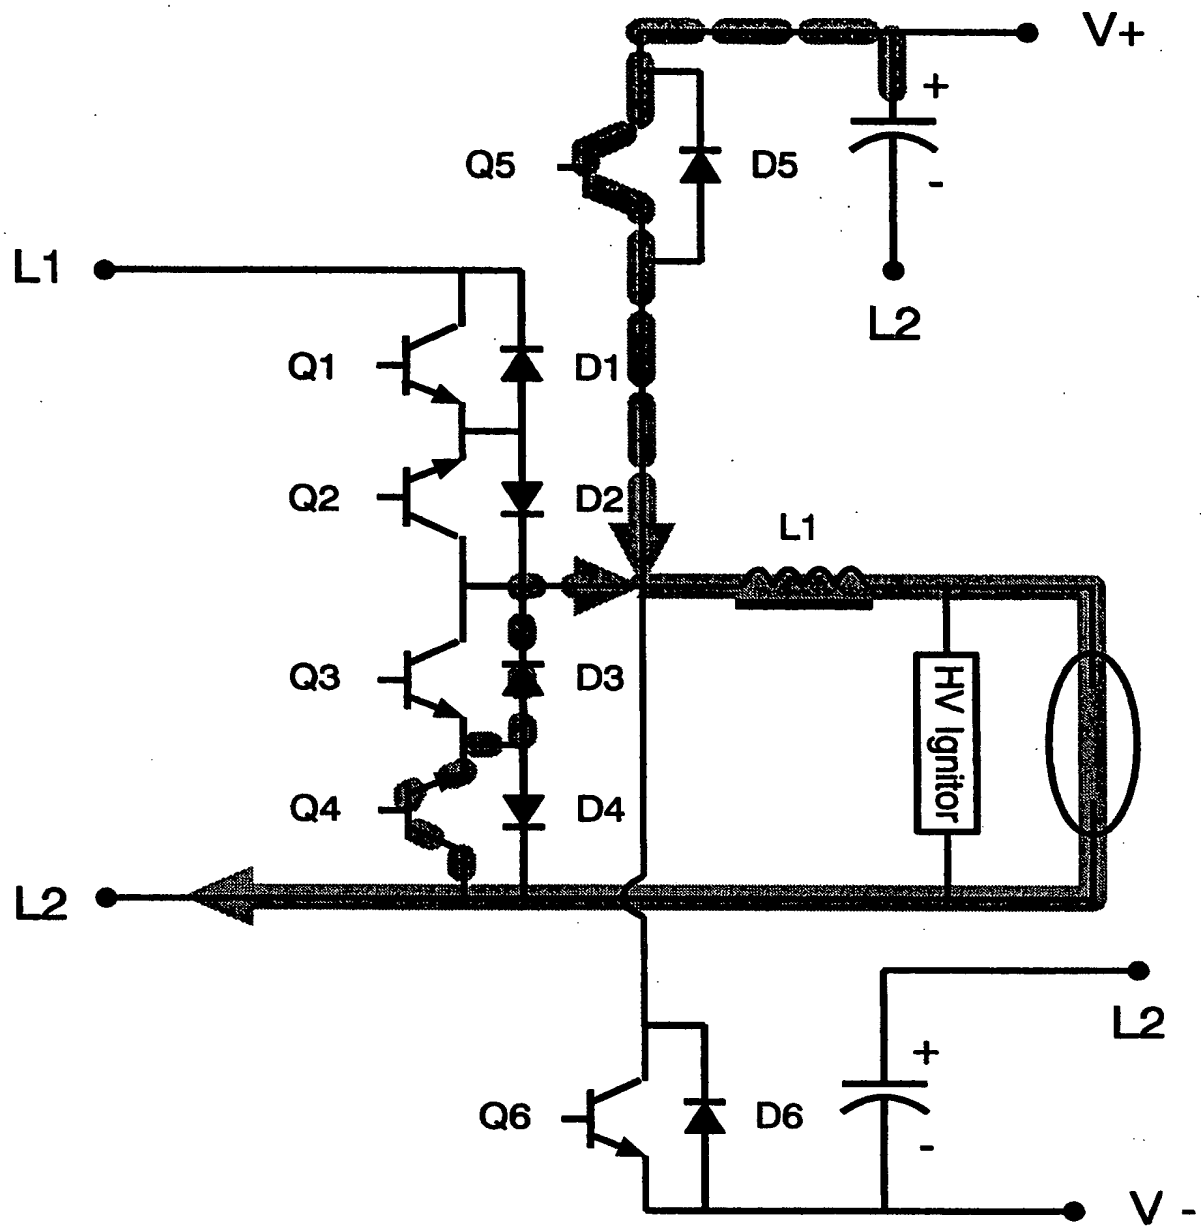 V+
+
Q5
D5
-
L1
L2
Q1
D1
Q2
D2
L1
Q3
D3
HV Ignitor
Q4
D4
L2
L2
+
Q6
D6
-
V -